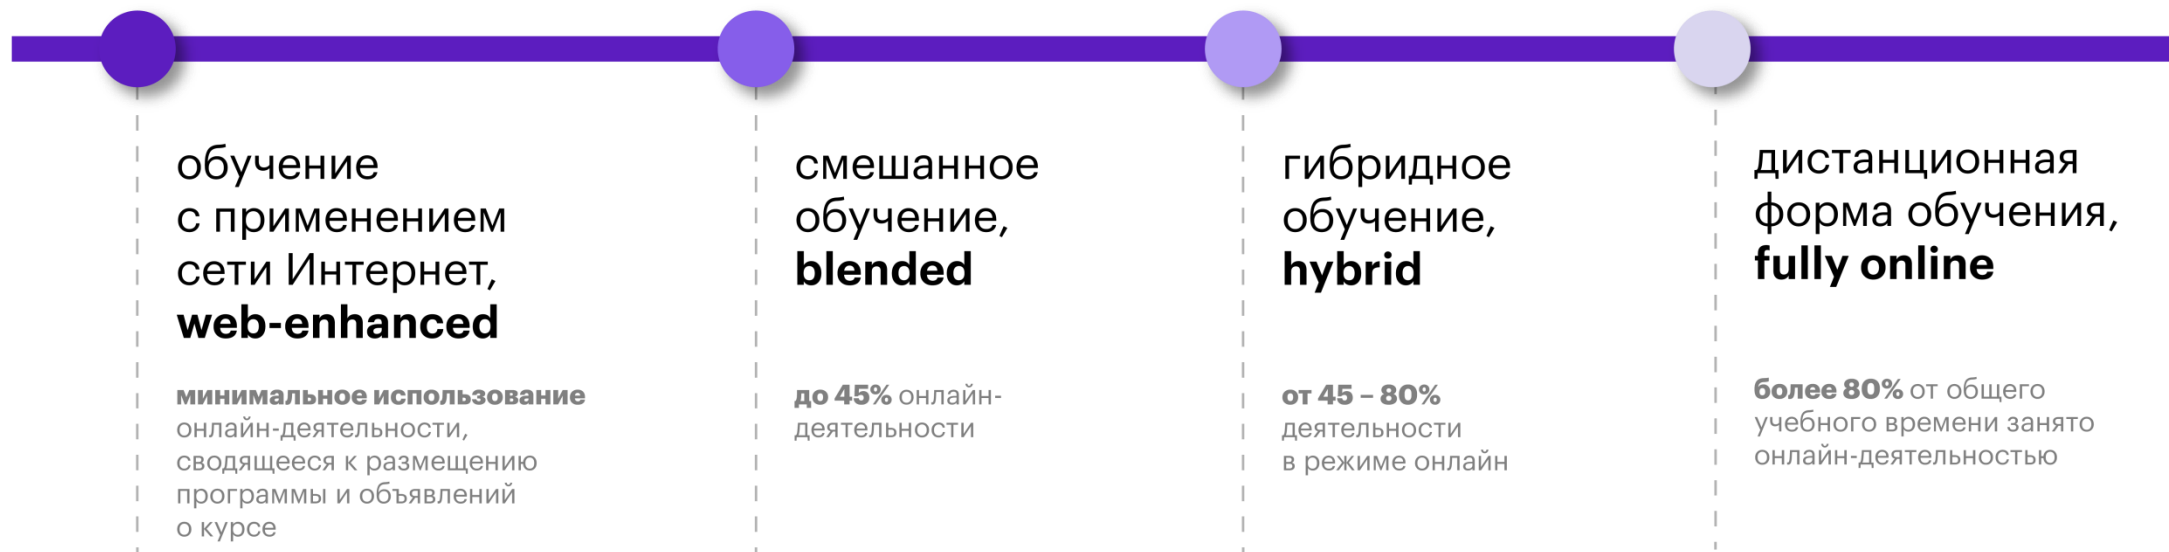 обучение
с применением
сети Интернет,
web-enhanced
минимальное использование
онлайн-деятельности,
сводящееся к размещению
программы и объявлений
о курсе
смешанное
обучение,
blended
до 45% онлайн-
деятельности
гибридное
обучение,
hybrid
от 45 – 80%
деятельности
в режиме онлайн
дистанционная
форма обучения,
fully online
более 80% от общего
учебного времени занято
онлайн-деятельностью